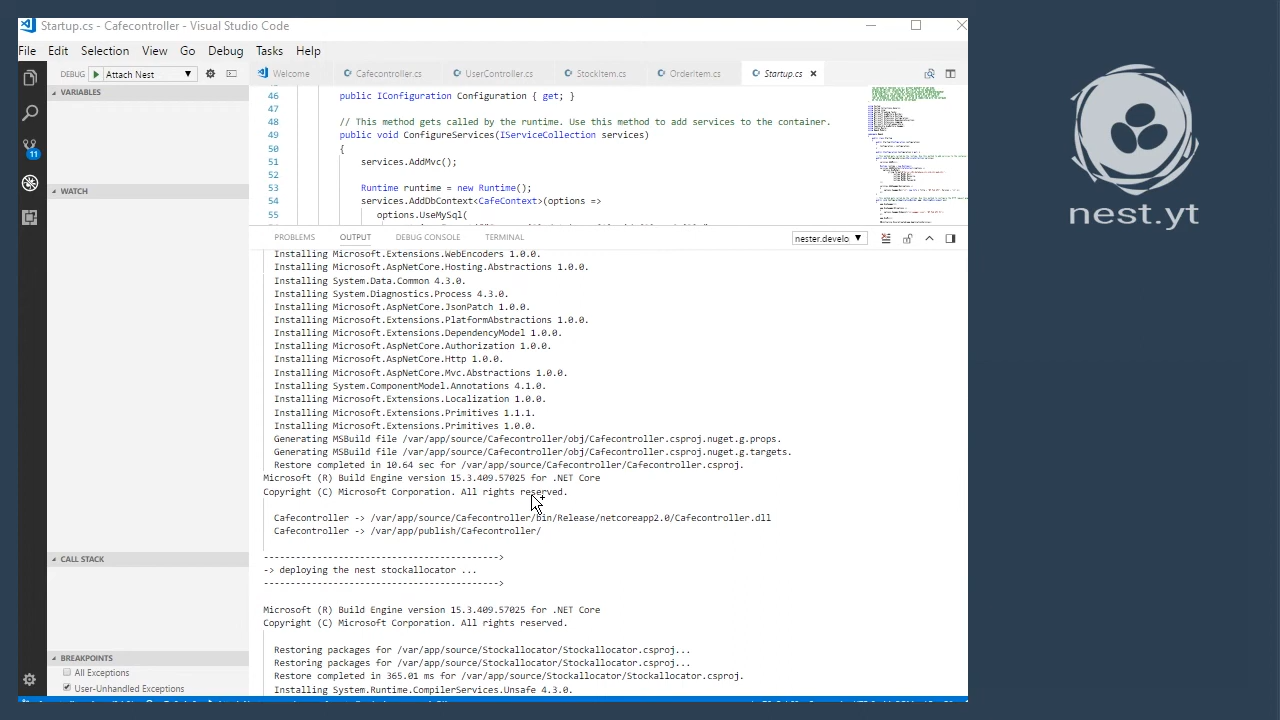 Startup.cs - Cafecontroller - Visual Studio Code
File Edit Selection View Go Debug Tasks Help
DEBUG Attach Nest
Welcome Cafecontroller.cs UserController.cs StockItem.cs OrderItem.cs Startup.cs
VARIABLES
46 public IConfiguration Configuration { get; }
47
48 // This method gets called by the runtime. Use this method to add services to the container.
49 public void ConfigureServices(IServiceCollection services)
50 {
51 services.AddMvc();
52
53 Runtime runtime = new Runtime();
54 services.AddDbContext<CafeContext>(options =>
55 options.UseMySql(
11
WATCH
nest.yt
PROBLEMS OUTPUT DEBUG CONSOLE TERMINAL nester.develo
Installing Microsoft.Extensions.WebEncoders 1.0.0.
Installing Microsoft.AspNetCore.Hosting.Abstractions 1.0.0.
Installing System.Data.Common 4.3.0.
Installing System.Diagnostics.Process 4.3.0.
Installing Microsoft.AspNetCore.JsonPatch 1.0.0.
Installing Microsoft.Extensions.PlatformAbstractions 1.0.0.
Installing Microsoft.Extensions.DependencyModel 1.0.0.
Installing Microsoft.AspNetCore.Authorization 1.0.0.
Installing Microsoft.AspNetCore.Http 1.0.0.
Installing Microsoft.AspNetCore.Mvc.Abstractions 1.0.0.
Installing System.ComponentModel.Annotations 4.1.0.
Installing Microsoft.Extensions.Localization 1.0.0.
Installing Microsoft.Extensions.Primitives 1.1.1.
Installing Microsoft.Extensions.Primitives 1.0.0.
Generating MSBuild file /var/app/source/Cafecontroller/obj/Cafecontroller.csproj.nuget.g.props.
Generating MSBuild file /var/app/source/Cafecontroller/obj/Cafecontroller.csproj.nuget.g.targets.
Restore completed in 10.64 sec for /var/app/source/Cafecontroller/Cafecontroller.csproj.
Microsoft (R) Build Engine version 15.3.409.57025 for .NET Core
Copyright (C) Microsoft Corporation. All rights reserved.
Cafecontroller -> /var/app/source/Cafecontroller/bin/Release/netcoreapp2.0/Cafecontroller.dll
Cafecontroller -> /var/app/publish/Cafecontroller/
-------------------------------------------->
-> deploying the nest stockallocator ...
-------------------------------------------->
Microsoft (R) Build Engine version 15.3.409.57025 for .NET Core
Copyright (C) Microsoft Corporation. All rights reserved.
Restoring packages for /var/app/source/Stockallocator/Stockallocator.csproj...
Restoring packages for /var/app/source/Stockallocator/Stockallocator.csproj...
Restore completed in 365.01 ms for /var/app/source/Stockallocator/Stockallocator.csproj.
Installing System.Runtime.CompilerServices.Unsafe 4.3.0.
CALL STACK
BREAKPOINTS
All Exceptions
User-Unhandled Exceptions